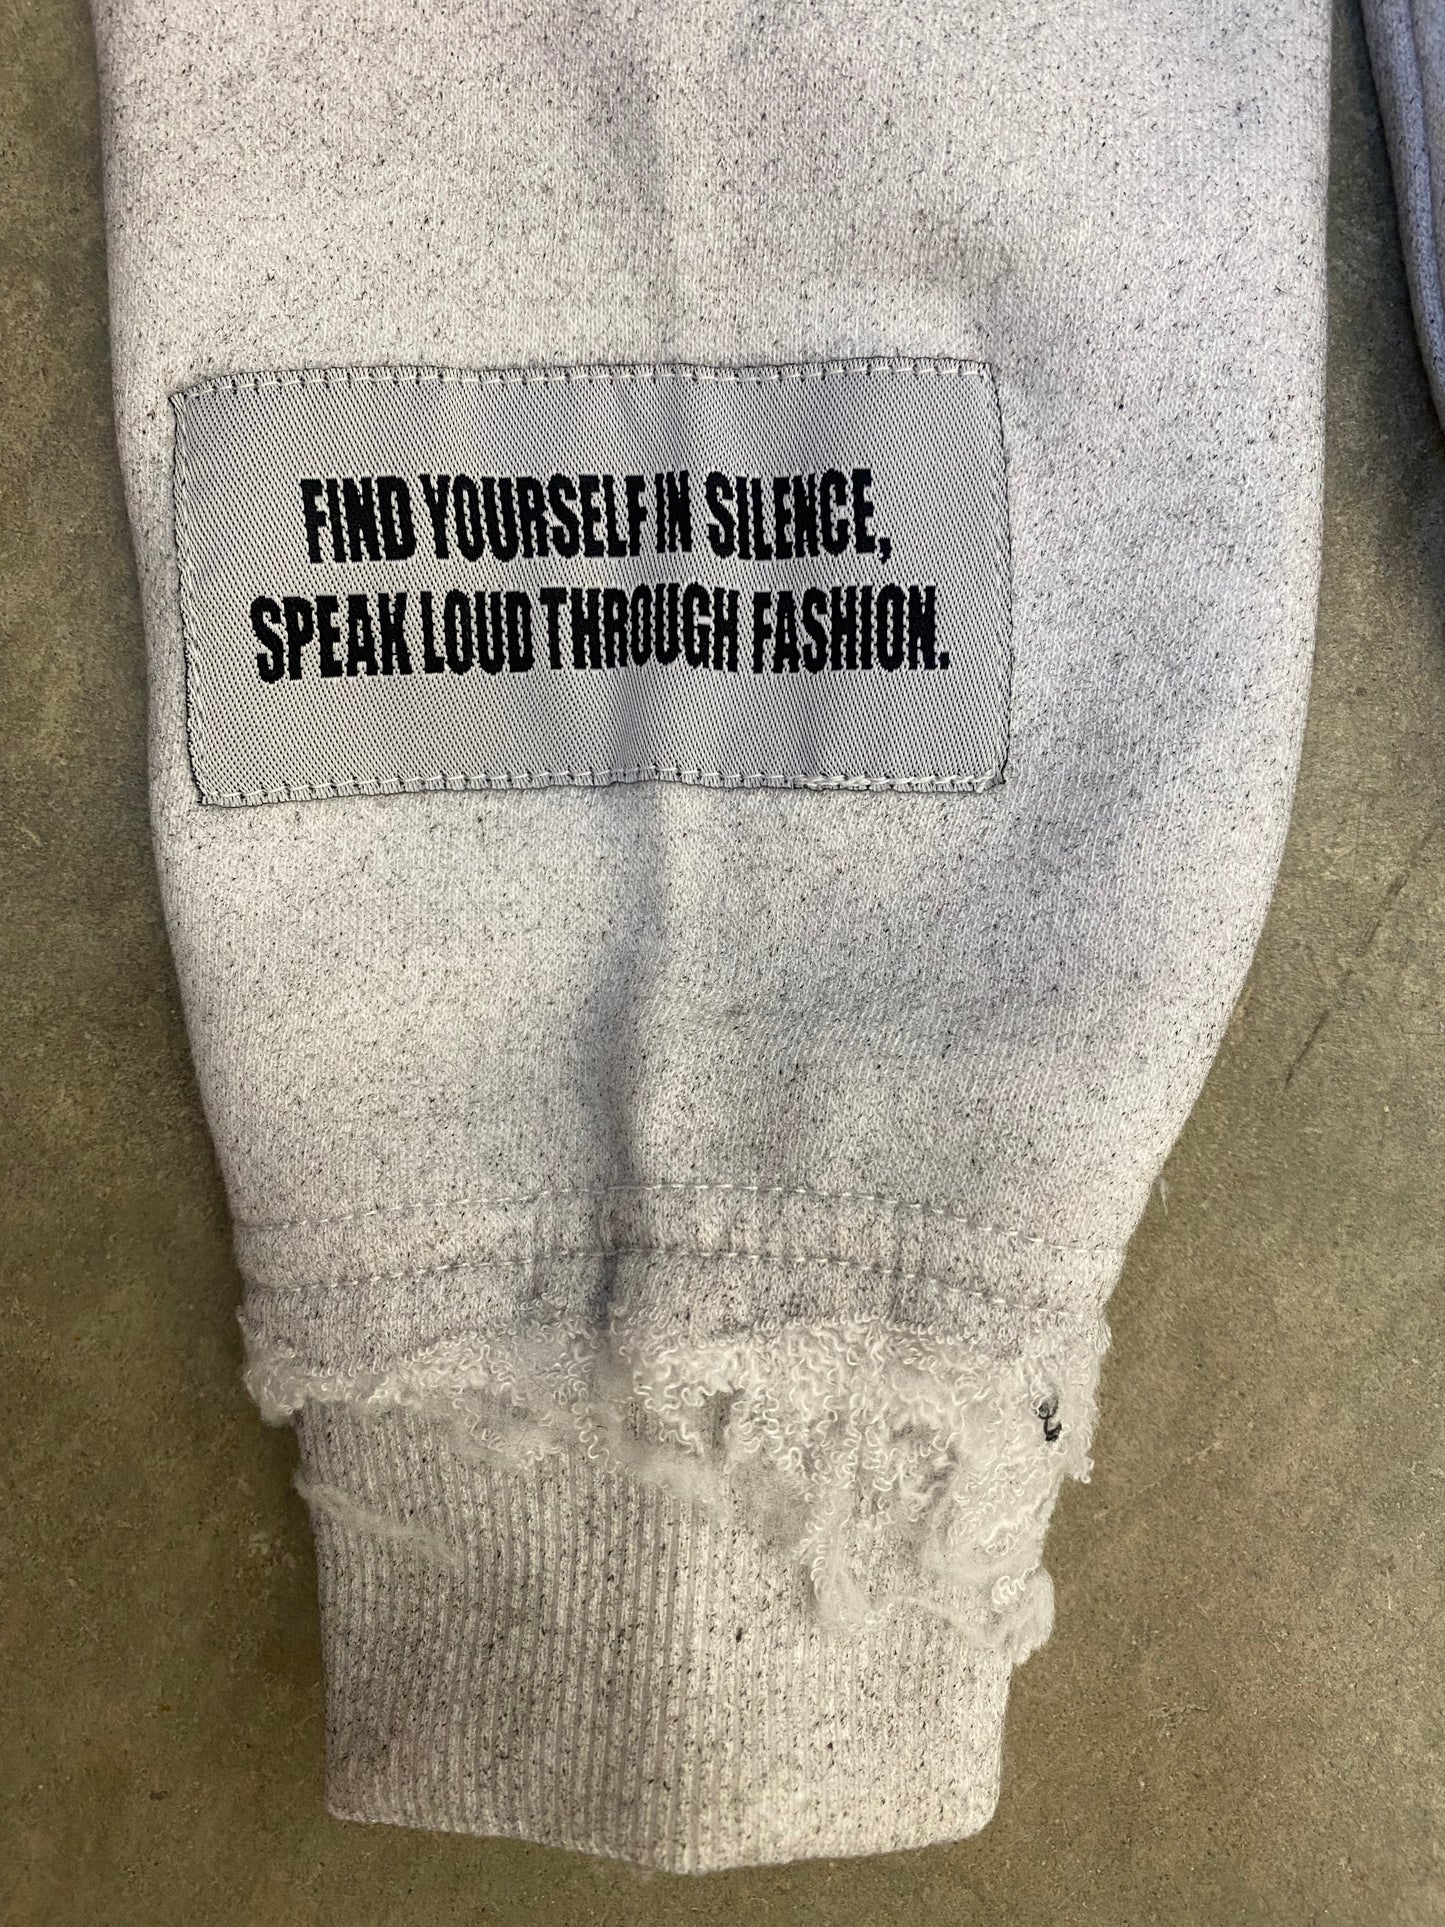 FIND YOURSELF IN SILENCE,
SPEAK LOUD THROUGH FASHION.